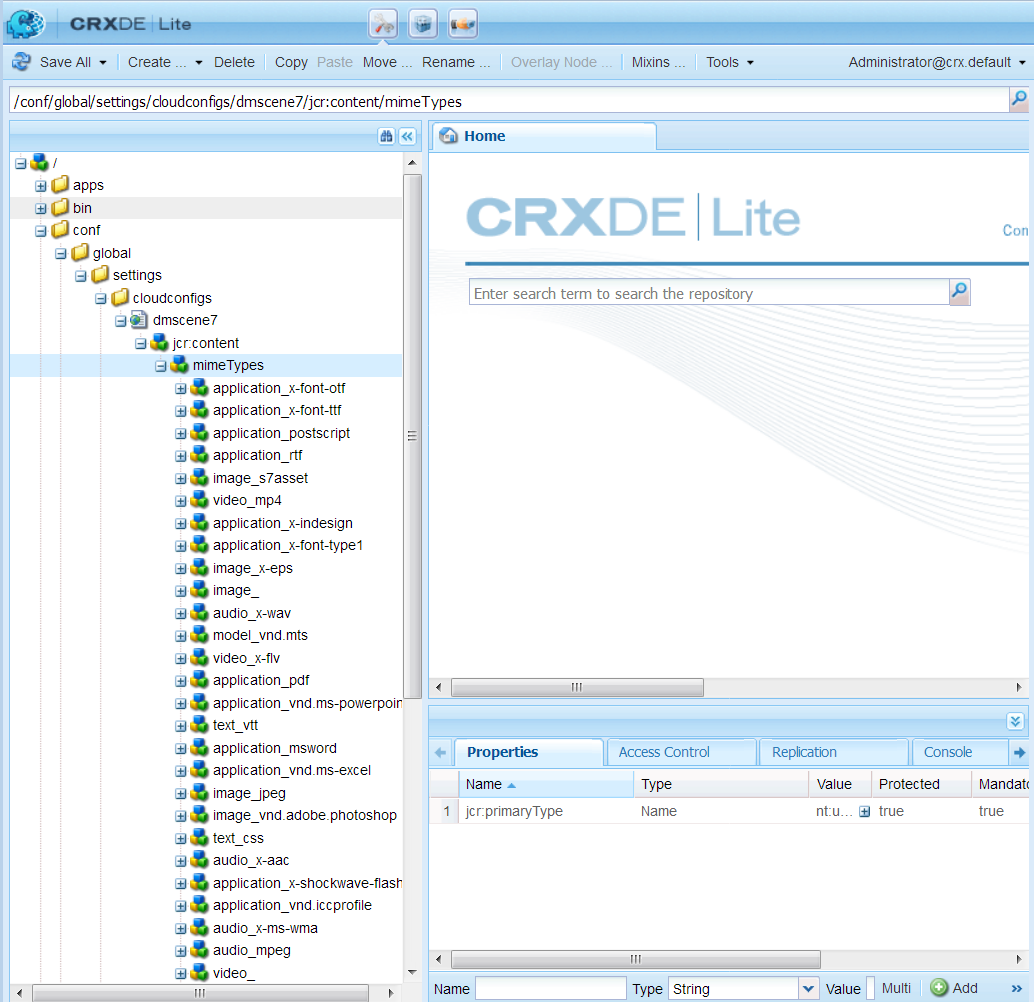 CRXDE | Lite
Save All Create ... Delete Copy Paste Move ... Rename ... Overlay Node ... Mixins ... Tools Administrator@crx.default
/conf/global/settings/cloudconfigs/dmscene7/jcr:content/mimeTypes
/
apps
bin
conf
global
settings
cloudconfigs
dmscene7
jcr:content
mimeTypes
application_x-font-otf
application_x-font-ttf
application_postscript
application_rtf
image_s7asset
video_mp4
application_x-indesign
application_x-font-type1
image_x-eps
image_
audio_x-wav
model_vnd.mts
video_x-flv
application_pdf
application_vnd.ms-powerpoin
text_vtt
application_msword
application_vnd.ms-excel
image_jpeg
image_vnd.adobe.photoshop
text_css
audio_x-aac
application_x-shockwave-flash
application_vnd.iccprofile
audio_x-ms-wma
audio_mpeg
video_
Home
CRXDE | Lite
Con
Enter search term to search the repository
Properties Access Control Replication Console
Name Type Value Protected Mandato
1 jcr:primaryType Name nt:u... true true
Name Type String Value Multi Add »